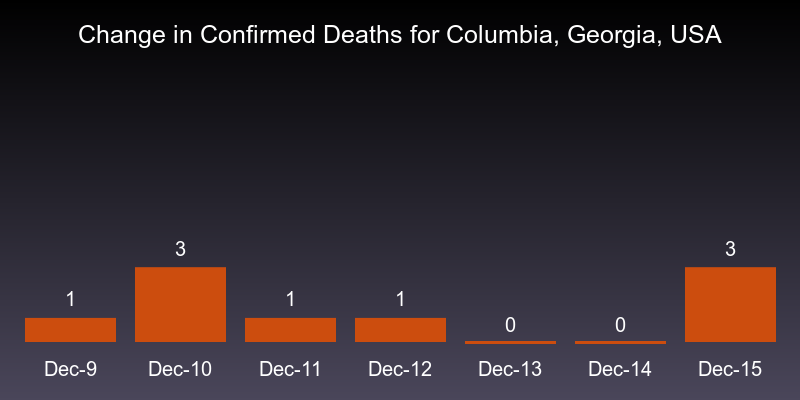 Change in Confirmed Deaths for Columbia, Georgia, USA
1
3
1
1
0
0
3
Dec-9
Dec-10
Dec-11
Dec-12
Dec-13
Dec-14
Dec-15